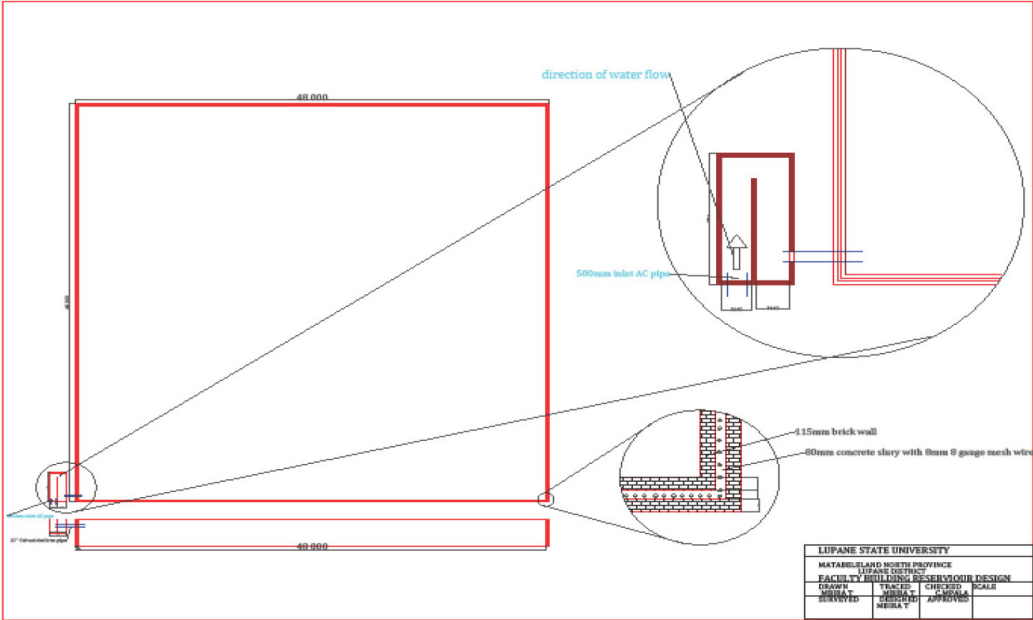 48 000
direction of water flow
500mm inlet AC pipe
115mm brick wall
80mm concrete slury with 8mm 8 gauge mesh wire
48 000
LUPANE STATE UNIVERSITY
MATABELELAND NORTH PROVINCE
LUPANE DISTRICT
FACULTY BUILDING RESERVIOUR DESIGN
DRAWN TRACED CHECKED SCALE
MBIRA T MBIRA T C.MPALA
SURVEYED DESIGNED APPROVED
MBIRA T